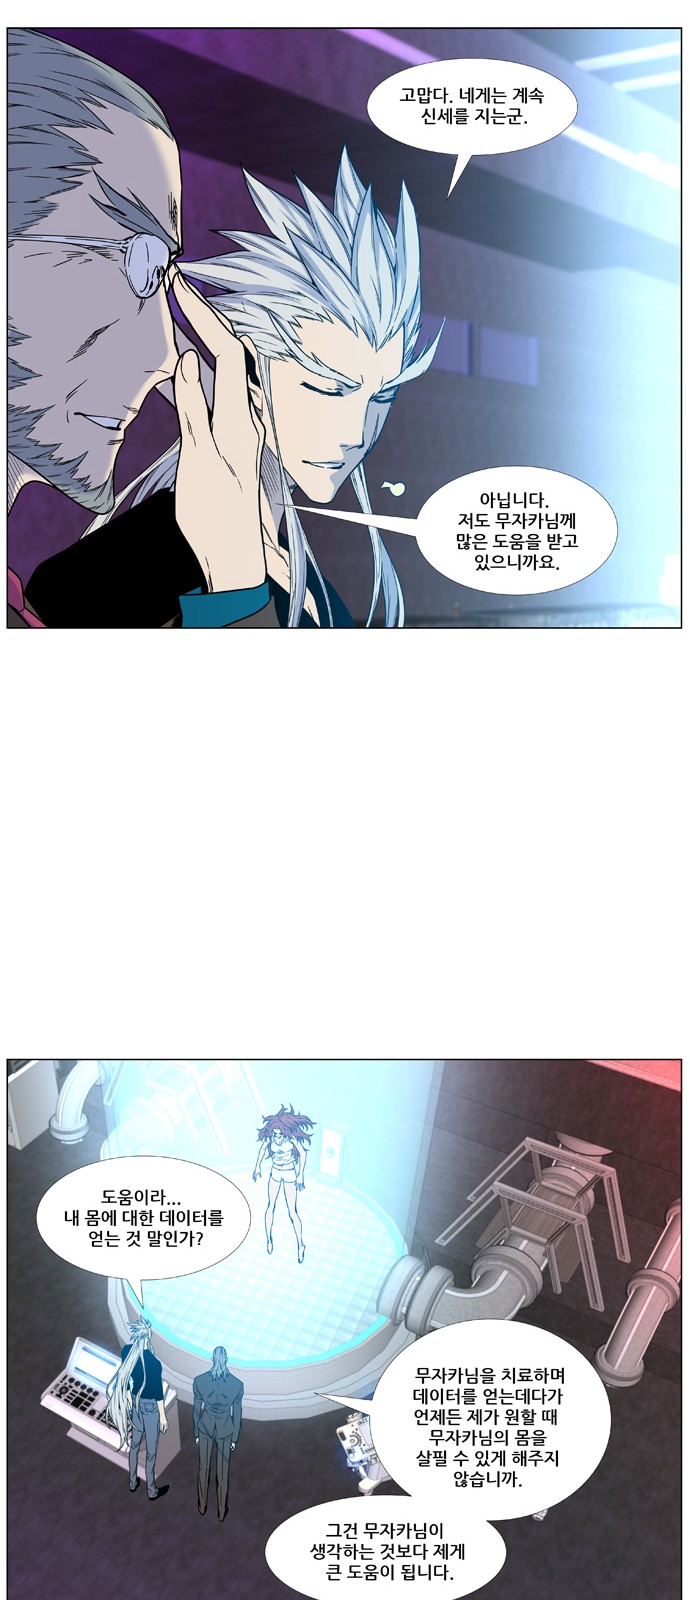 고맙다. 네게는 계속
신세를 지는군.
아닙니다.
저도 무자카님께
많은 도움을 받고
있으니까요.
도움이라...
내 몸에 대한 데이터를
얻는 것 말인가?
무자카님을 치료하며
데이터를 얻는데다가
언제든 제가 원할 때
무자카님의 몸을
살필 수 있게 해주지
않습니까.
그건 무자카님이
생각하는 것보다 제게
큰 도움이 됩니다.